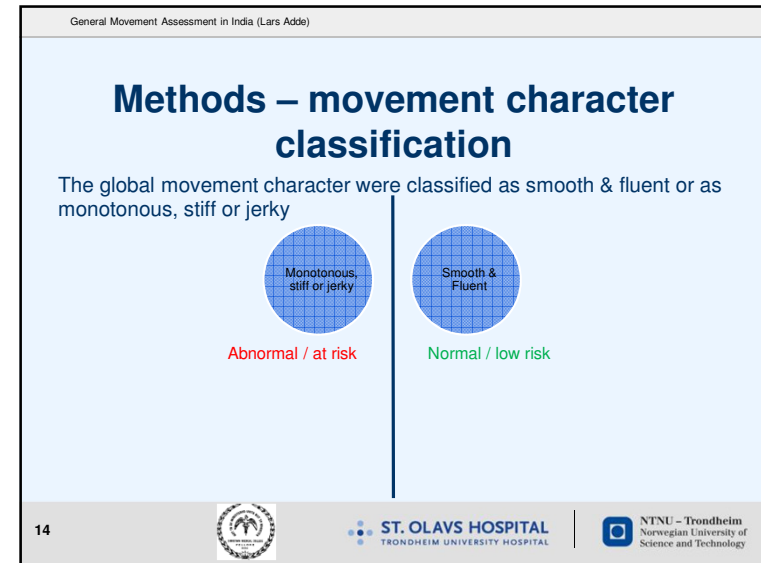 General Movement Assessment in India (Lars Adde)
Methods – movement character
classification
The global movement character were classified as smooth & fluent or as
monotonous, stiff or jerky
Monotonous,
stiff or jerky
Smooth &
Fluent
Abnormal / at risk
Normal / low risk
14
ST. OLAVS HOSPITAL
TRONDHEIM UNIVERSITY HOSPITAL
NTNU – Trondheim
Norwegian University of
Science and Technology